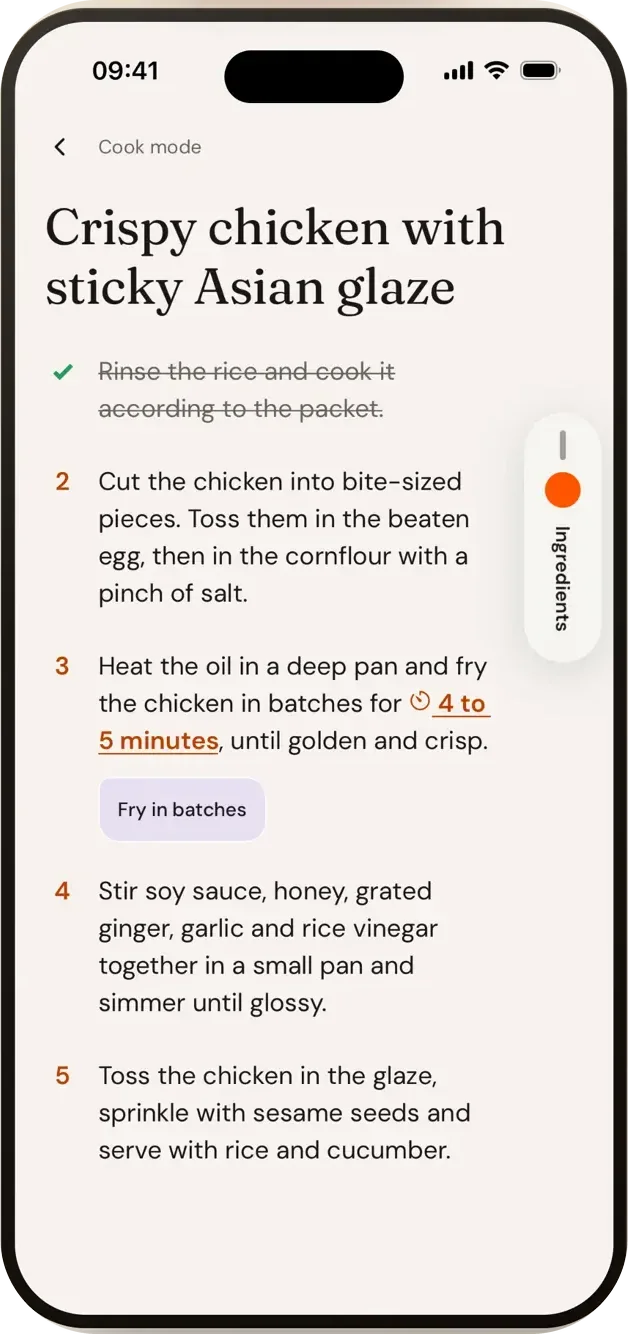 09:41
Cook mode
Crispy chicken with
sticky Asian glaze
Rinse the rice and cook it
according to the packet.
2 Cut the chicken into bite-sized
pieces. Toss them in the beaten
egg, then in the cornflour with a
pinch of salt.
3 Heat the oil in a deep pan and fry
the chicken in batches for 4 to
5 minutes, until golden and crisp.
Fry in batches
4 Stir soy sauce, honey, grated
ginger, garlic and rice vinegar
together in a small pan and
simmer until glossy.
5 Toss the chicken in the glaze,
sprinkle with sesame seeds and
serve with rice and cucumber.
Ingredients